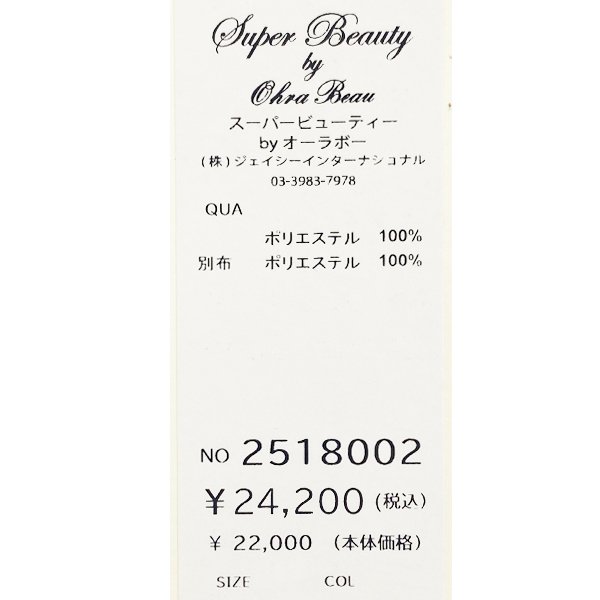 Super Beauty
by
Ohra Beau
スーパービューティー
by オーラボー
(株)ジェイシーインターナショナル
03-3983-7978
QUA
ポリエステル 100%
別布 ポリエステル 100%
NO 2518002
¥24,200(税込)
¥ 22,000 (本体価格)
SIZE COL